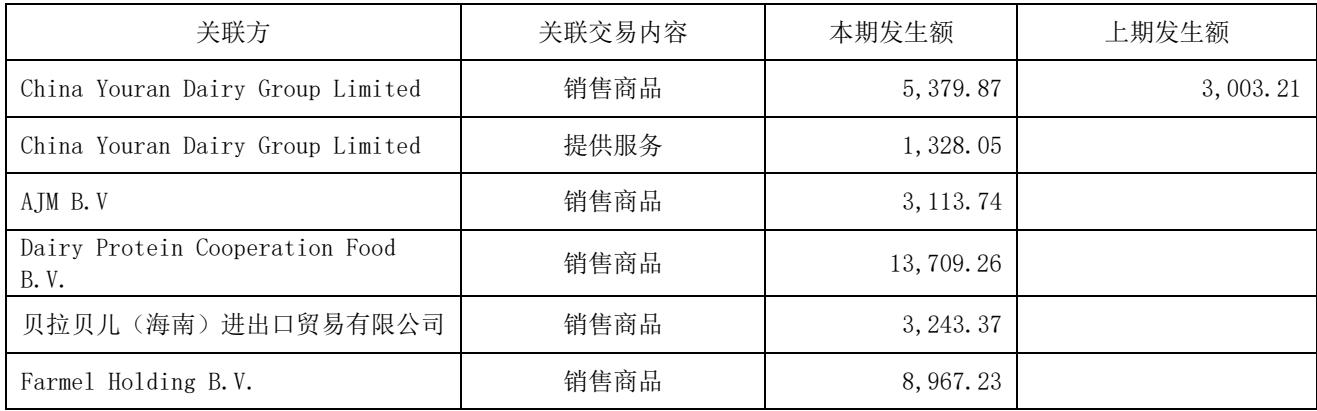 关联方 关联交易内容 本期发生额 上期发生额
China Youran Dairy Group Limited 销售商品 5,379.87 3,003.21
China Youran Dairy Group Limited 提供服务 1,328.05
AJM B.V 销售商品 3,113.74
Dairy Protein Cooperation Food
B.V. 销售商品 13,709.26
贝拉贝儿（海南）进出口贸易有限公司 销售商品 3,243.37
Farmel Holding B.V. 销售商品 8,967.23